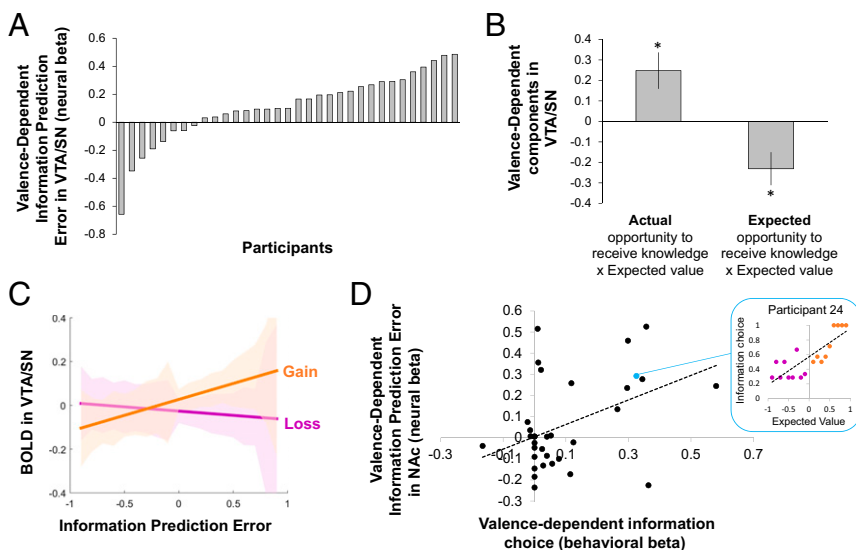 A
Valence-Dependent
Information Prediction
Error in VTA/SN (neural beta)
0.6
0.4
0.2
0.0
-0.2
-0.4
-0.6
-0.8
Participants
B
Valence-Dependent
components in
VTA/SN
0.4
0.3
0.2
0.1
0
-0.1
-0.2
-0.3
-0.4
*
*
Actual
opportunity to
receive knowledge
x Expected value
Expected
opportunity to
receive knowledge
x Expected value
C
BOLD in VTA/SN
0.4
0.2
0
-0.2
-0.4
Gain
Loss
-1
-0.5
0
0.5
1
Information Prediction Error
D
Valence-Dependent
Information Prediction Error
in NAc (neural beta)
0.6
0.5
0.4
0.3
0.2
0.1
0
-0.1
-0.2
-0.3
-0.3
-0.1
0.1
0.3
0.5
0.7
Valence-dependent information
choice (behavioral beta)
Participant 24
Information choice
1
0.8
0.6
0.4
0.2
0
-1
-0.5
0
0.5
1
Expected Value